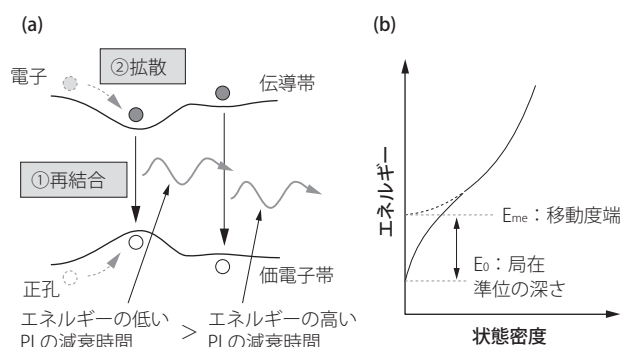 (a)
電子
②拡散
伝導帯
①再結合
正孔
価電子帯
エネルギーの低い
PLの減衰時間
>
エネルギーの高い
PLの減衰時間
(b)
エネルギー
Eme：移動度端
E0：局在
準位の深さ
状態密度